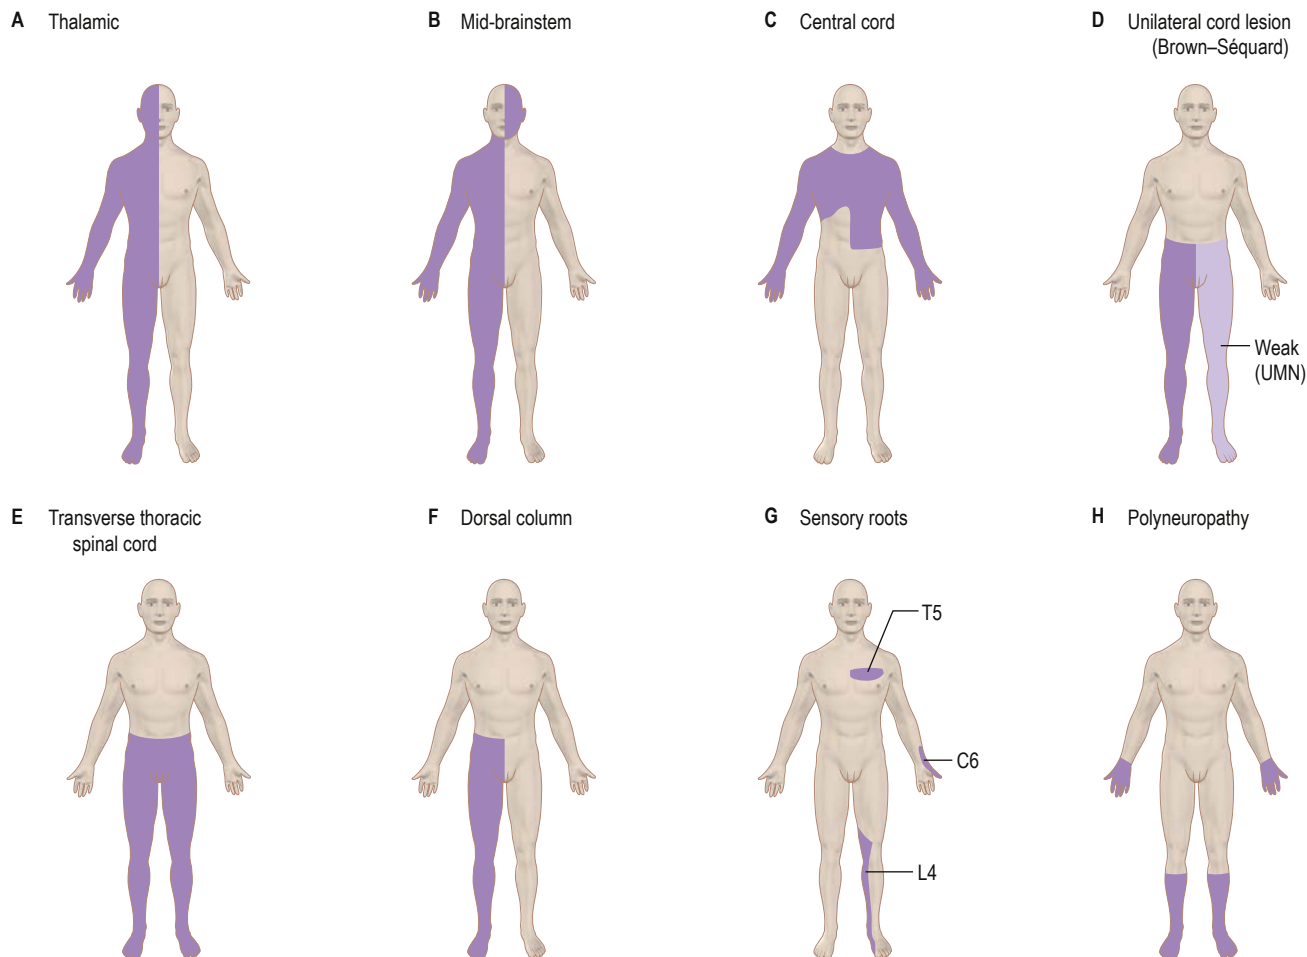 A Thalamic
B Mid-brainstem
C Central cord
D Unilateral cord lesion
(Brown–Séquard)
Weak
(UMN)
E Transverse thoracic
spinal cord
F Dorsal column
G Sensory roots
H Polyneuropathy
T5
C6
L4